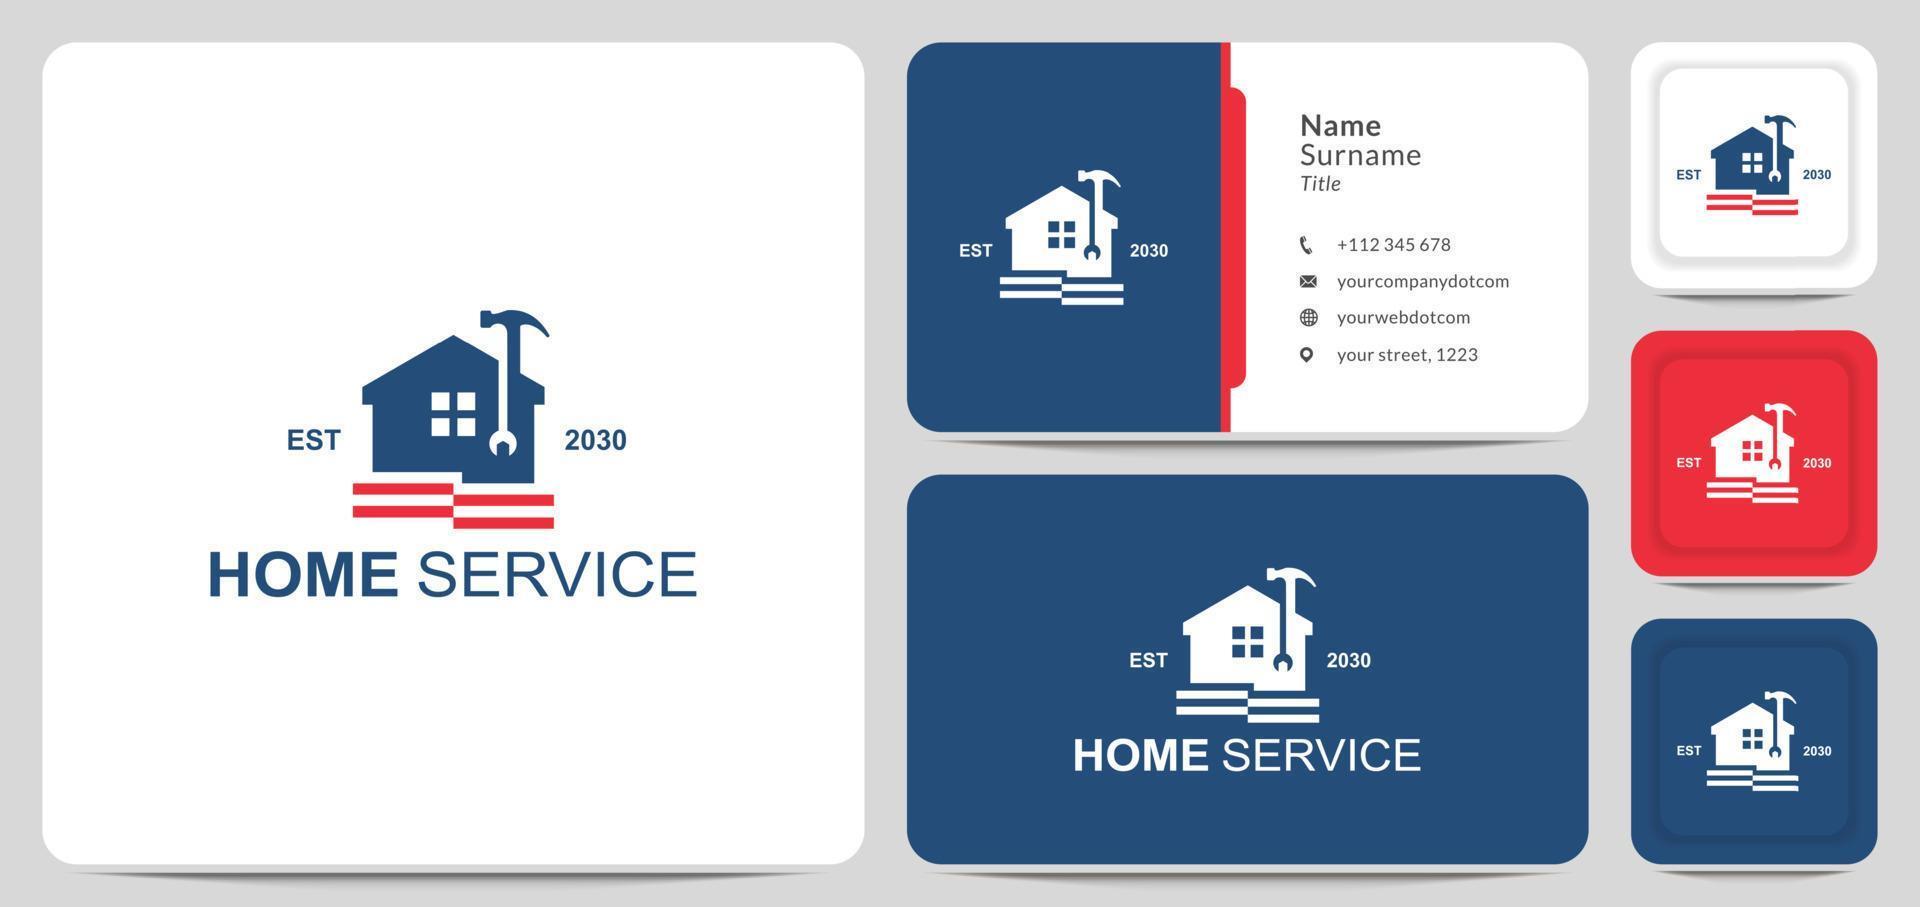 EST 2030
HOME SERVICE
EST 2030
Name
Surname
Title
+112 345 678
yourcompanydotcom
yourwebdotcom
your street, 1223
EST 2030
HOME SERVICE
EST 2030
EST 2030
EST 2030